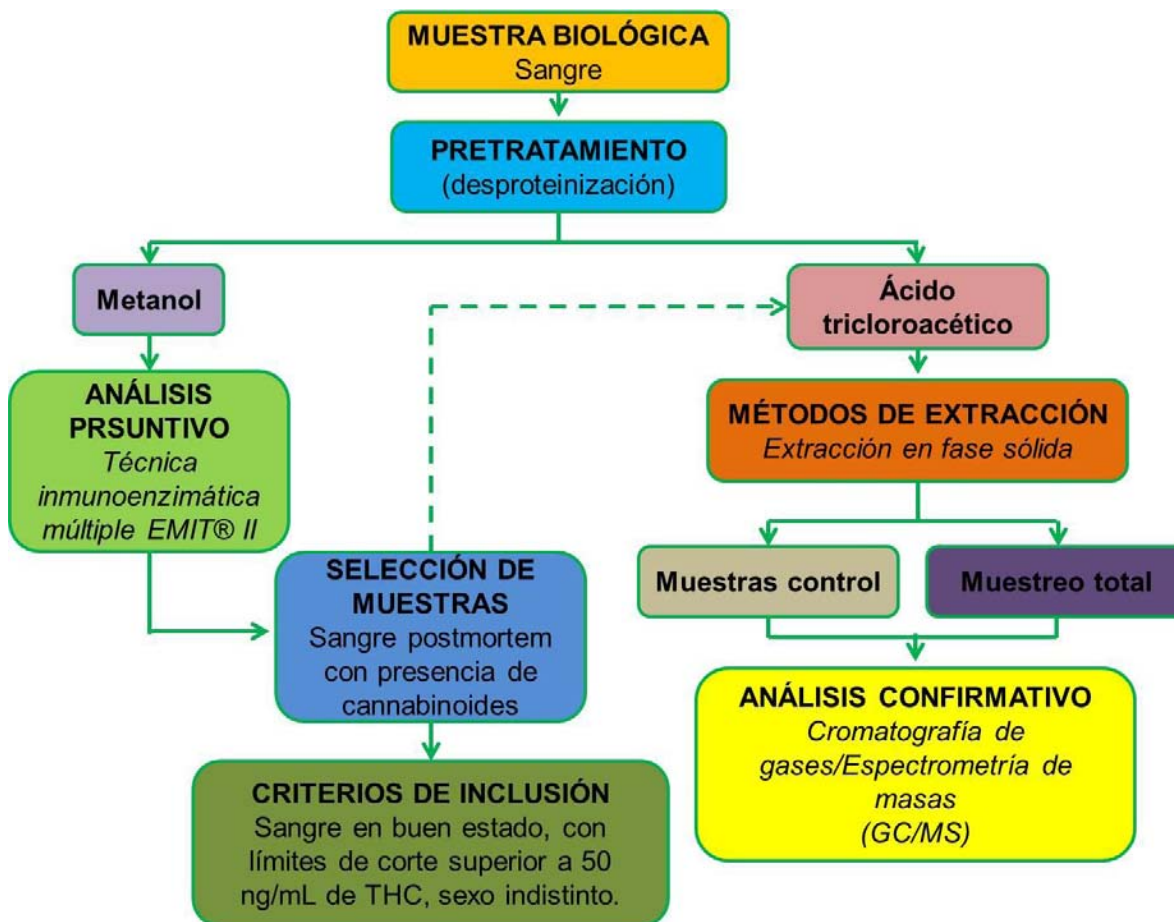 MUESTRA BIOLÓGICA
Sangre
PRETRATAMIENTO
(desproteinización)
Metanol
ANÁLISIS
PRSUNTIVO
Técnica
inmunoenzimática
múltiple EMIT® II
SELECCIÓN DE
MUESTRAS
Sangre postmortem
con presencia de
cannabinoides
CRITERIOS DE INCLUSIÓN
Sangre en buen estado, con
límites de corte superior a 50
ng/mL de THC, sexo indistinto.
Ácido
tricloroacético
MÉTODOS DE EXTRACCIÓN
Extracción en fase sólida
Muestras control
Muestreo total
ANÁLISIS CONFIRMATIVO
Cromatografía de
gases/Espectrometría de
masas
(GC/MS)